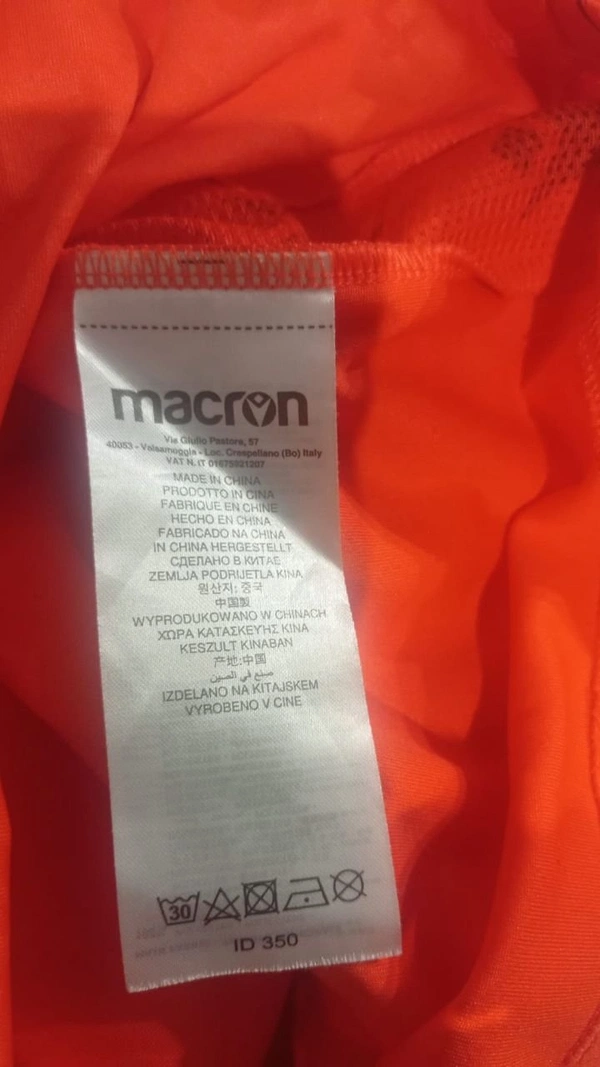 macron
Via Giulio Pastore, 57
40053 - Valsamoggia - Loc. Crespellano (Bo) Italy
VAT N. IT 01675921207
MADE IN CHINA
PRODOTTO IN CINA
FABRIQUE EN CHINE
HECHO EN CHINA
FABRICADO NA CHINA
IN CHINA HERGESTELLT
СДЕЛАНО В КИТАЕ
ZEMLJA PODRIJETLA KINA
원산지: 중국
中国製
WYPRODUKOWANO W CHINACH
ΧΩΡΑ ΚΑΤΑΣΚΕΥΗΣ ΚΙΝΑ
KESZULT KINABAN
产地:中国
صنع في الصين
IZDELANO NA KITAJSKEM
VYROBENO V CINE
30
ID 350